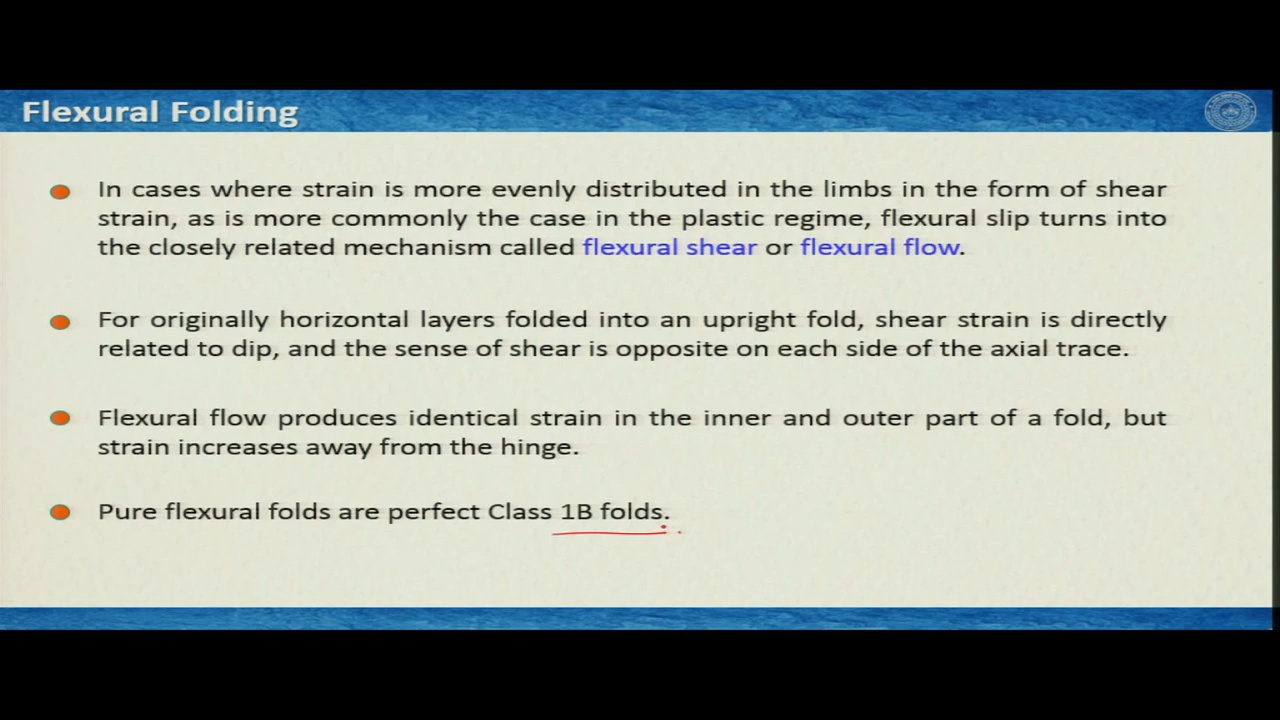 Flexural Folding
In cases where strain is more evenly distributed in the limbs in the form of shear
strain, as is more commonly the case in the plastic regime, flexural slip turns into
the closely related mechanism called flexural shear or flexural flow.
For originally horizontal layers folded into an upright fold, shear strain is directly
related to dip, and the sense of shear is opposite on each side of the axial trace.
Flexural flow produces identical strain in the inner and outer part of a fold, but
strain increases away from the hinge.
Pure flexural folds are perfect Class 1B folds.